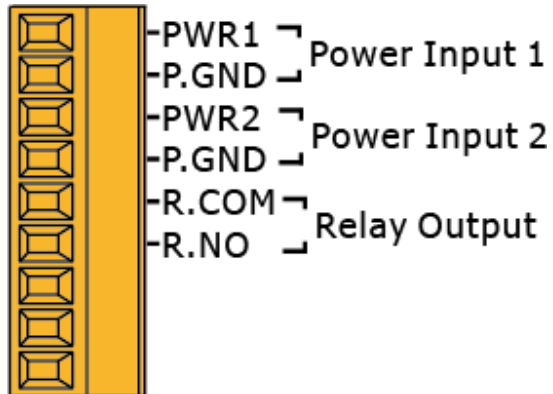 PWR1
P.GND
Power Input 1
PWR2
P.GND
Power Input 2
R.COM
R.NO
Relay Output